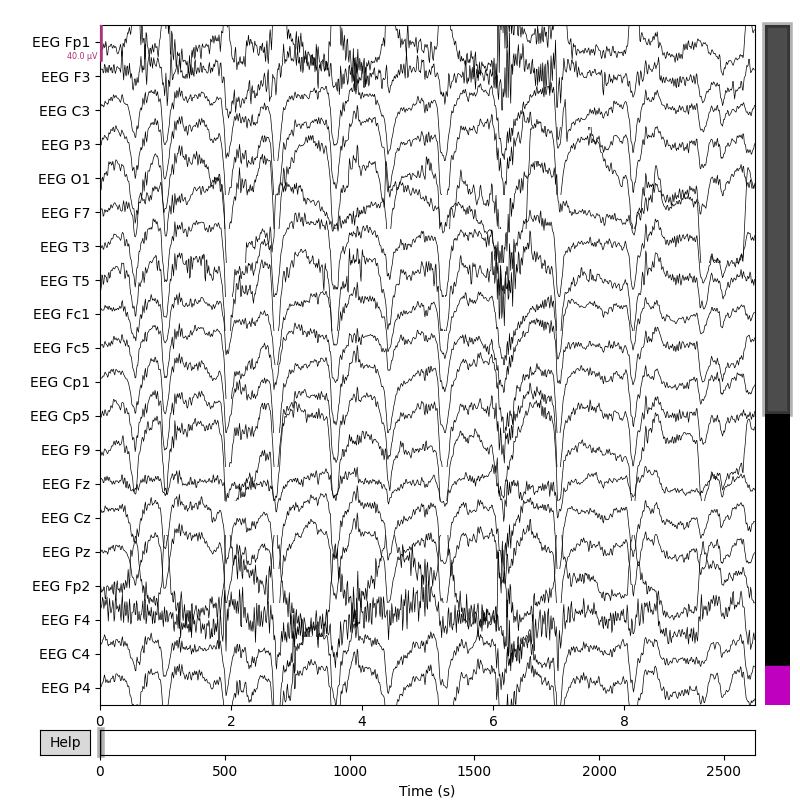 EEG Fp1
40.0 µV
EEG F3
EEG C3
EEG P3
EEG O1
EEG F7
EEG T3
EEG T5
EEG Fc1
EEG Fc5
EEG Cp1
EEG Cp5
EEG F9
EEG Fz
EEG Cz
EEG Pz
EEG Fp2
EEG F4
EEG C4
EEG P4
0 2 4 6 8
Help
0 500 1000 1500 2000 2500
Time (s)